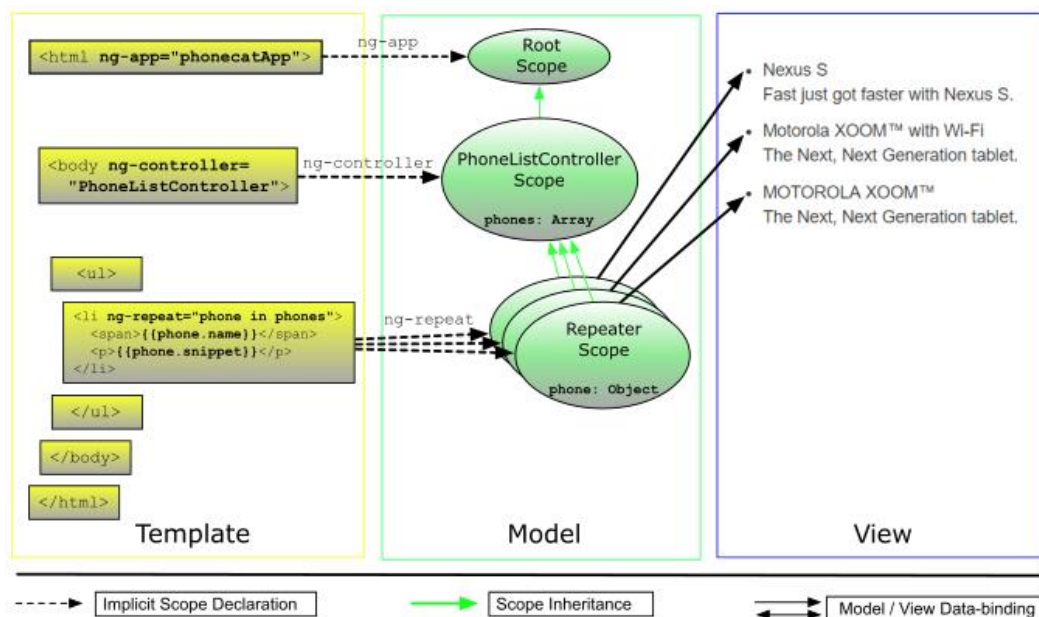 <html ng-app="phonecatApp">
ng-app
Root
Scope
<body ng-controller=
"PhoneListController">
ng-controller
PhoneListController
Scope
phones: Array
<ul>
<li ng-repeat="phone in phones">
<span>{{phone.name}}</span>
<p>{{phone.snippet}}</p>
</li>
ng-repeat
Repeater
Scope
phone: Object
</ul>
</body>
</html>
Template
Model
• Nexus S
Fast just got faster with Nexus S.
• Motorola XOOM™ with Wi-Fi
The Next, Next Generation tablet.
• MOTOROLA XOOM™
The Next, Next Generation tablet.
View
Implicit Scope Declaration
Scope Inheritance
Model / View Data-binding